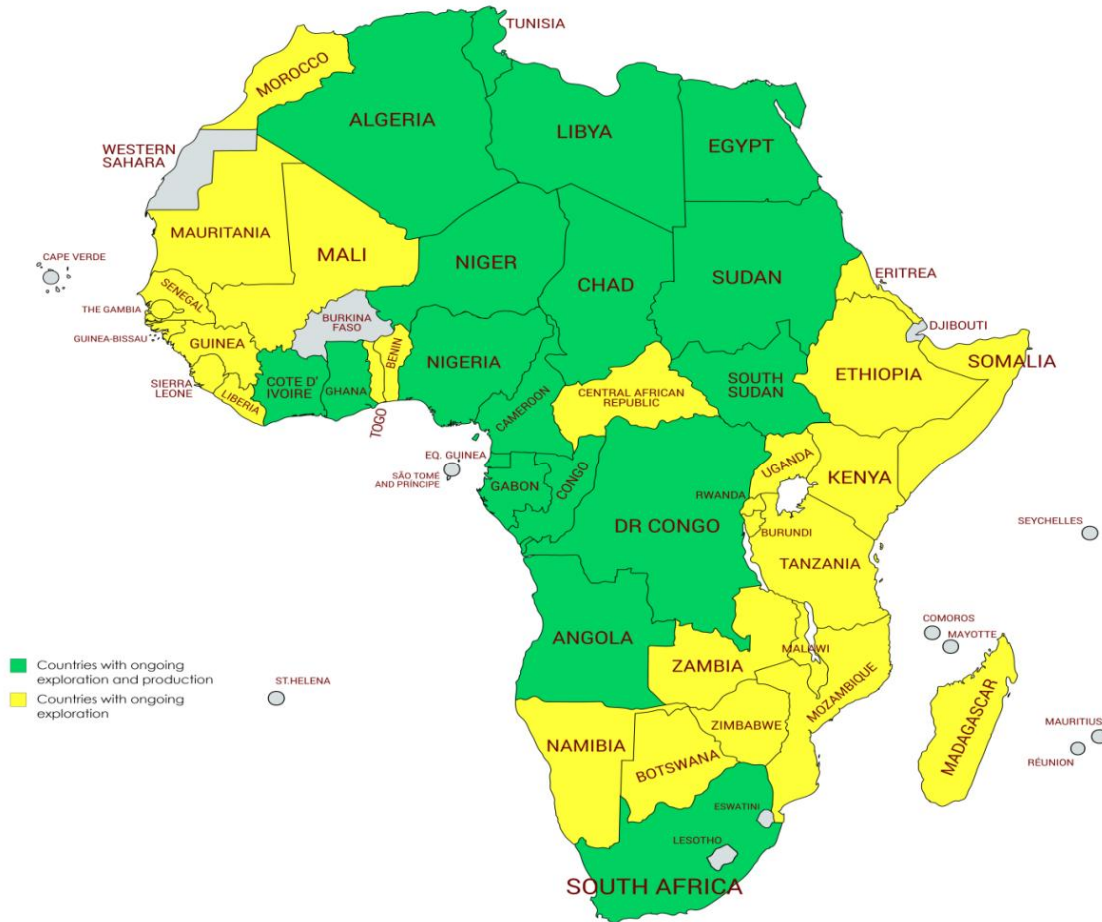 TUNISIA
MOROCCO
ALGERIA
LIBYA
EGYPT
WESTERN
SAHARA
MAURITANIA
MALI
NIGER
CHAD
SUDAN
ERITREA
CAPE VERDE
SENEGAL
THE GAMBIA
BURKINA
FASO
DJIBOUTI
GUINEA-BISSAU
GUINEA
BENIN
NIGERIA
SOMALIA
ETHIOPIA
SOUTH
SUDAN
SIERRA
LEONE
COTE D'
IVOIRE
GHANA
LIBERIA
TOGO
CAMEROON
CENTRAL AFRICAN
REPUBLIC
EQ. GUINEA
SÃO TOMÉ
AND PRÍNCIPE
GABON
CONGO
UGANDA
KENYA
RWANDA
DR CONGO
BURUNDI
SEYCHELLES
TANZANIA
COMOROS
MAYOTTE
ANGOLA
MALAWI
ZAMBIA
MOZAMBIQUE
Countries with ongoing
exploration and production
Countries with ongoing
exploration
ST.HELENA
MADAGASCAR
MAURITIUS
RÉUNION
NAMIBIA
ZIMBABWE
BOTSWANA
ESWATINI
LESOTHO
SOUTH AFRICA